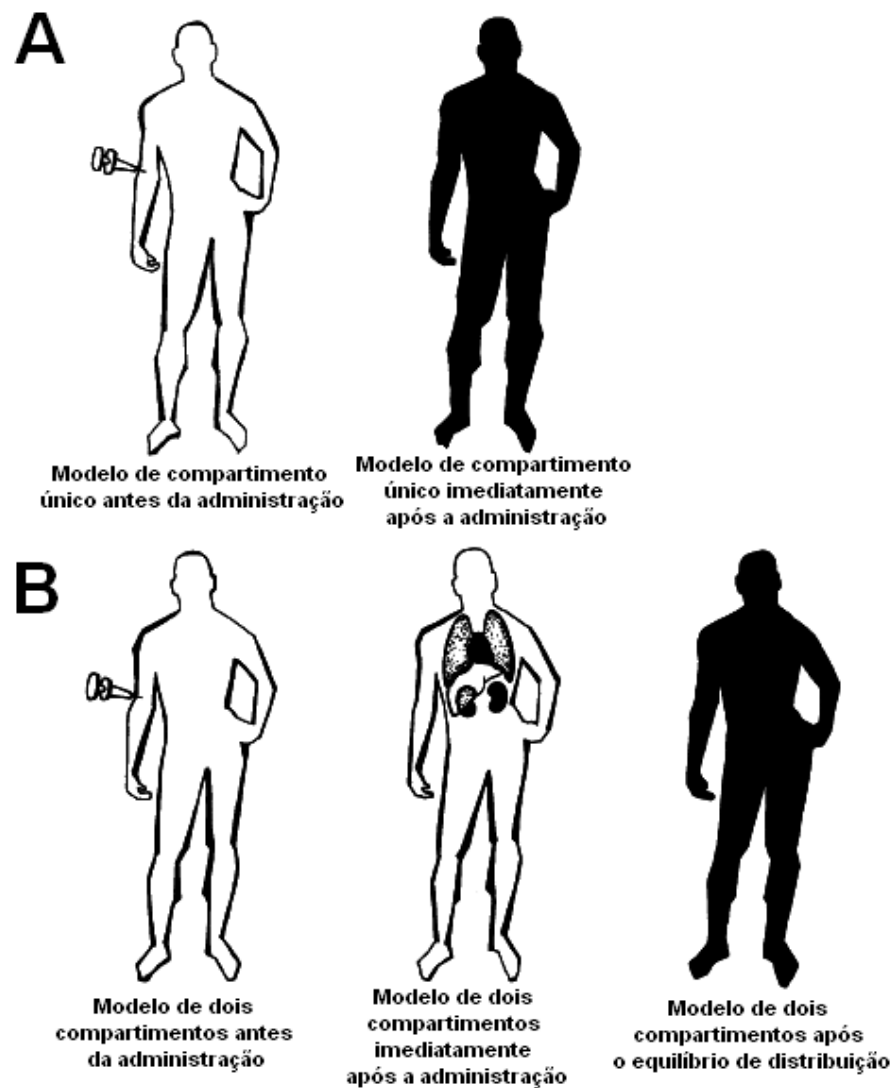 A
Modelo de compartimento
único antes da administração
Modelo de compartimento
único imediatamente
após a administração
B
Modelo de dois
compartimentos antes
da administração
Modelo de dois
compartimentos
imediatamente
após a administração
Modelo de dois
compartimentos após
o equilíbrio de distribuição